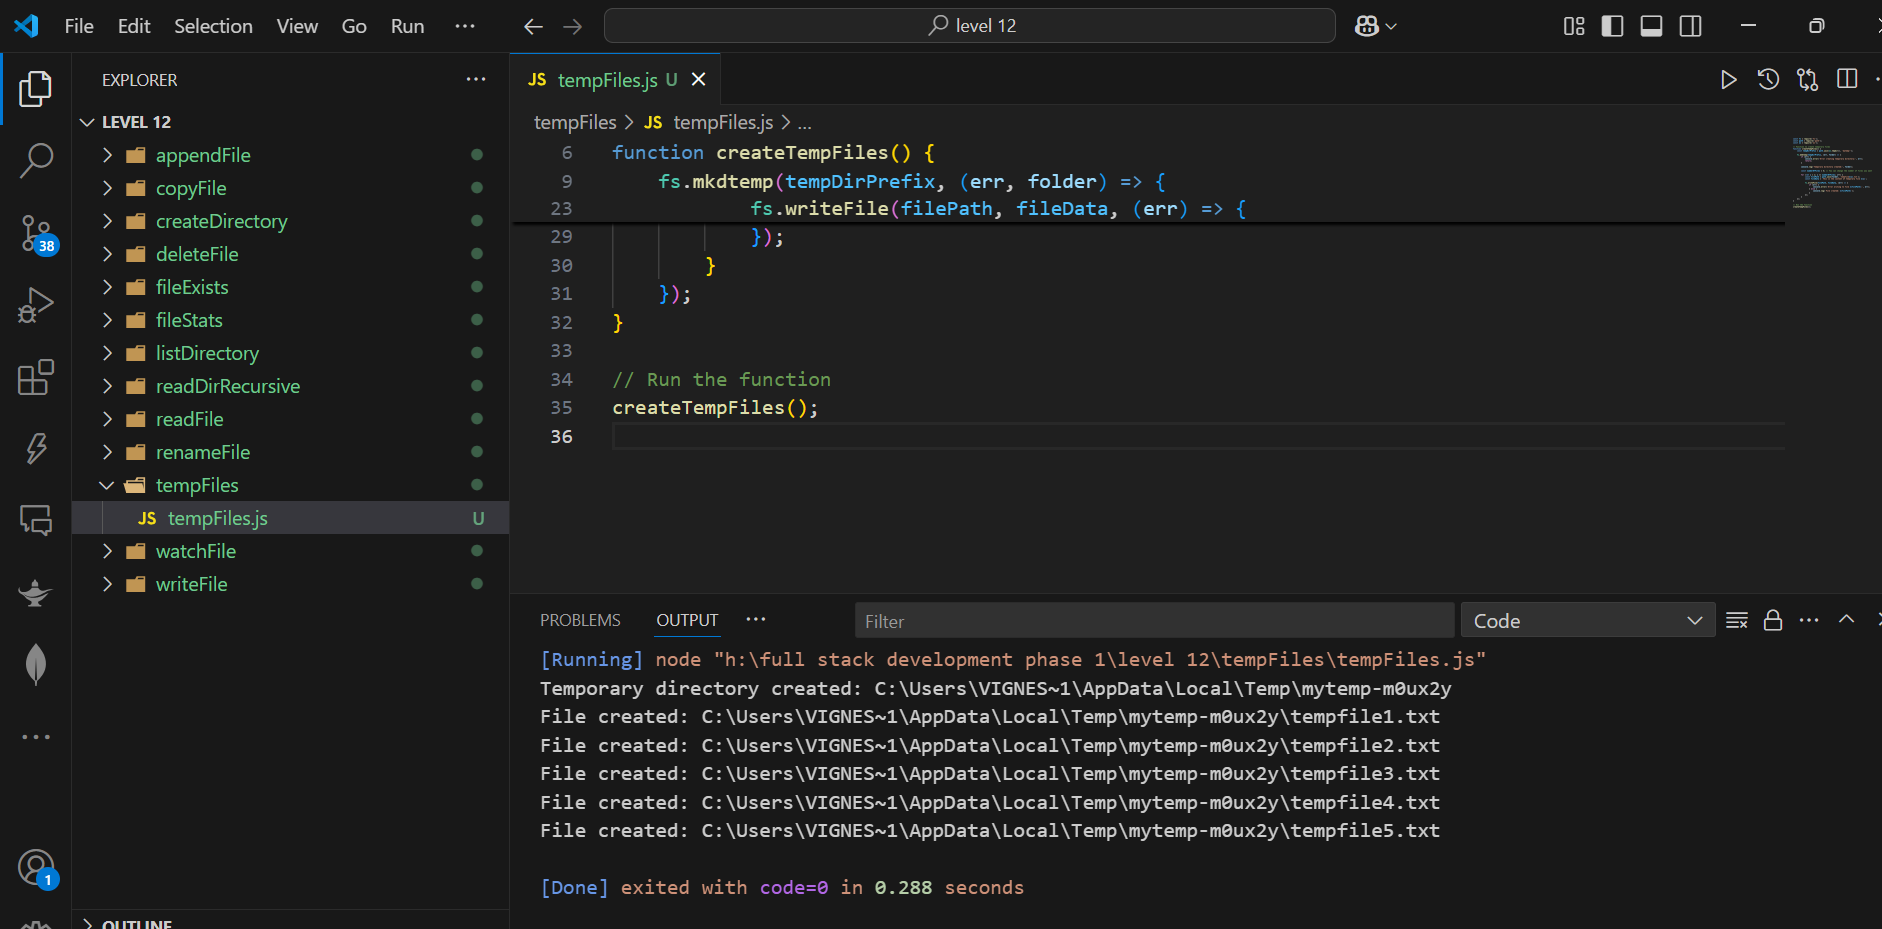 File Edit Selection View Go Run ··· level 12
EXPLORER ···
LEVEL 12
appendFile
copyFile
createDirectory
deleteFile
fileExists
fileStats
listDirectory
readDirRecursive
readFile
renameFile
tempFiles
JS tempFiles.js U
watchFile
writeFile
OUTLINE
38
1
JS tempFiles.js U
tempFiles > JS tempFiles.js > ...
6 function createTempFiles() {
9 fs.mkdtemp(tempDirPrefix, (err, folder) => {
23 fs.writeFile(filePath, fileData, (err) => {
29 });
30 }
31 });
32 }
33
34 // Run the function
35 createTempFiles();
36
PROBLEMS OUTPUT ··· Filter Code
[Running] node "h:\full stack development phase 1\level 12\tempFiles\tempFiles.js"
Temporary directory created: C:\Users\VIGNES~1\AppData\Local\Temp\mytemp-m0ux2y
File created: C:\Users\VIGNES~1\AppData\Local\Temp\mytemp-m0ux2y\tempfile1.txt
File created: C:\Users\VIGNES~1\AppData\Local\Temp\mytemp-m0ux2y\tempfile2.txt
File created: C:\Users\VIGNES~1\AppData\Local\Temp\mytemp-m0ux2y\tempfile3.txt
File created: C:\Users\VIGNES~1\AppData\Local\Temp\mytemp-m0ux2y\tempfile4.txt
File created: C:\Users\VIGNES~1\AppData\Local\Temp\mytemp-m0ux2y\tempfile5.txt
[Done] exited with code=0 in 0.288 seconds